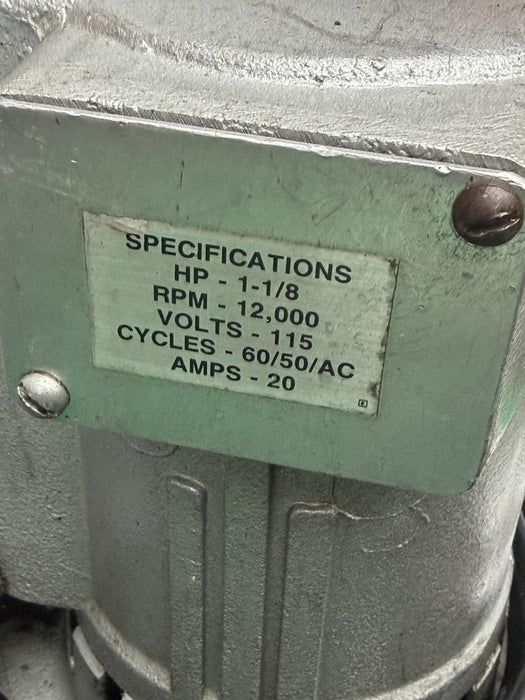 SPECIFICATIONS
HP - 1-1/8
RPM - 12,000
VOLTS - 115
CYCLES - 60/50/AC
AMPS - 20